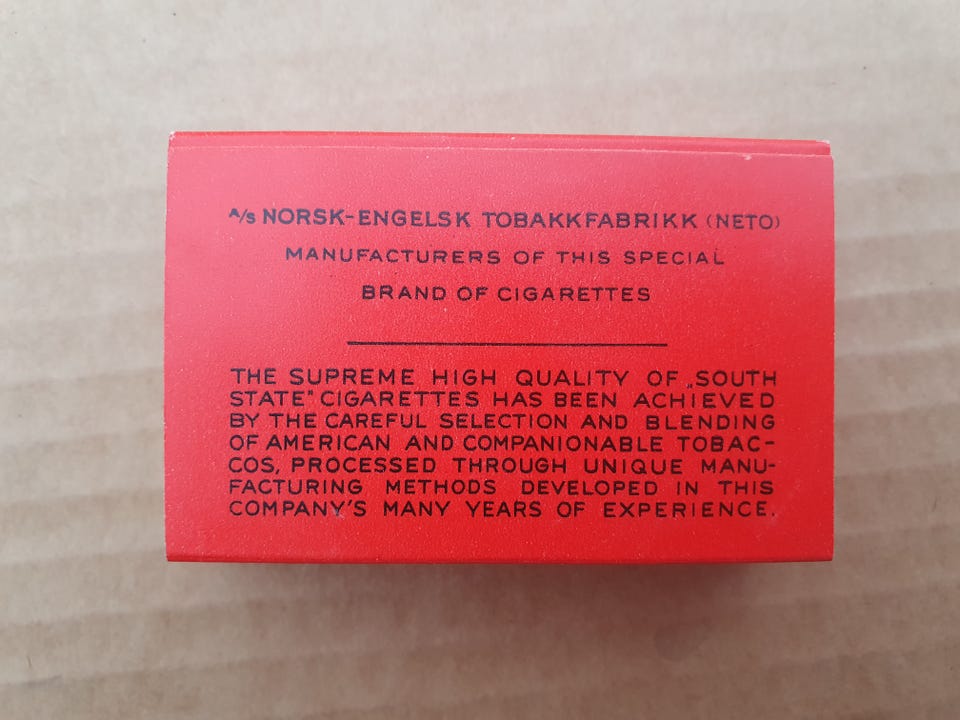 A/s NORSK-ENGELSK TOBAKKFABRIKK (NETO)
MANUFACTURERS OF THIS SPECIAL
BRAND OF CIGARETTES
THE SUPREME HIGH QUALITY OF „SOUTH
STATE" CIGARETTES HAS BEEN ACHIEVED
BY THE CAREFUL SELECTION AND BLENDING
OF AMERICAN AND COMPANIONABLE TOBAC-
COS, PROCESSED THROUGH UNIQUE MANU-
FACTURING METHODS DEVELOPED IN THIS
COMPANY'S MANY YEARS OF EXPERIENCE.